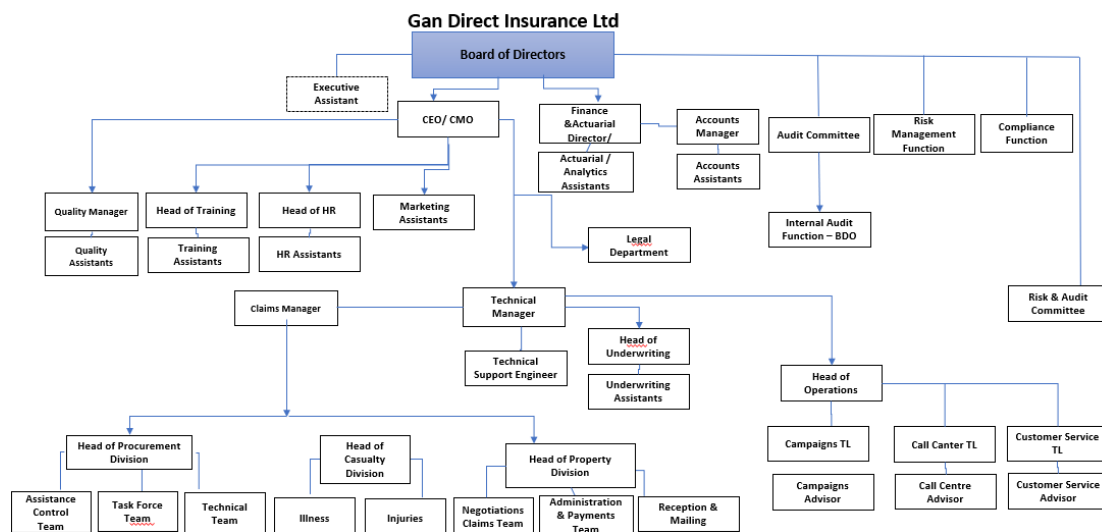 Gan Direct Insurance Ltd
Board of Directors
Executive
Assistant
CEO/ CMO
Finance
&Actuarial
Director/
Accounts
Manager
Audit Committee
Risk
Management
Function
Compliance
Function
Actuarial /
Analytics
Assistants
Accounts
Assistants
Quality Manager
Head of Training
Head of HR
Marketing
Assistants
Internal Audit
Function – BDO
Quality
Assistants
Training
Assistants
HR Assistants
Legal
Department
Claims Manager
Technical
Manager
Risk & Audit
Committee
Head of
Underwriting
Technical
Support Engineer
Underwriting
Assistants
Head of
Operations
Head of Procurement
Division
Head of
Casualty
Division
Head of Property
Division
Campaigns TL
Call Canter TL
Customer Service
TL
Assistance
Control
Team
Task Force
Team
Technical
Team
Illness
Injuries
Negotiations
Claims Team
Administration
& Payments
Team
Reception &
Mailing
Campaigns
Advisor
Call Centre
Advisor
Customer Service
Advisor